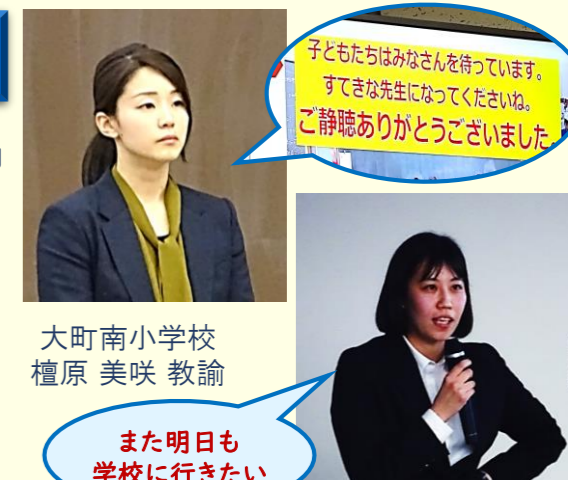 子どもたちはみなさんを待っています。
すてきな先生になってくださいね。
ご静聴ありがとうございました。
大町南小学校
檀原 美咲 教諭
また明日も
学校に行きたい